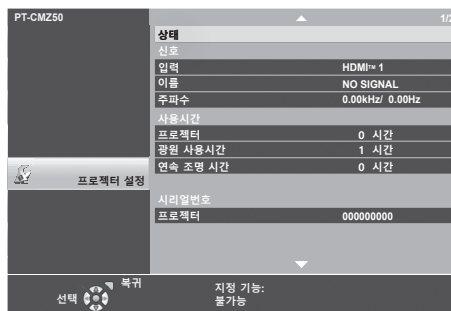 PT-CMZ50
1/2
상태
신호
입력 HDMI™ 1
이름 NO SIGNAL
주파수 0.00kHz/ 0.00Hz
사용시간
프로젝터 0 시간
광원 사용시간 1 시간
연속 조명 시간 0 시간
프로젝터 설정
시리얼번호
프로젝터 000000000
복귀
선택
지정 기능:
불가능